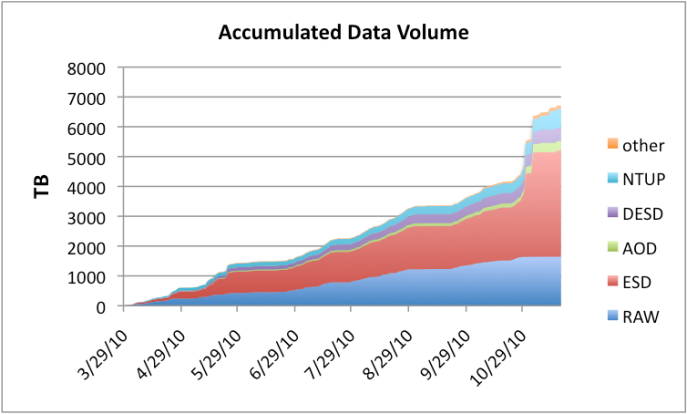 Accumulated Data Volume
TB
8000
7000
6000
5000
4000
3000
2000
1000
0
3/29/10
4/29/10
5/29/10
6/29/10
7/29/10
8/29/10
9/29/10
10/29/10
other
NTUP
DESD
AOD
ESD
RAW